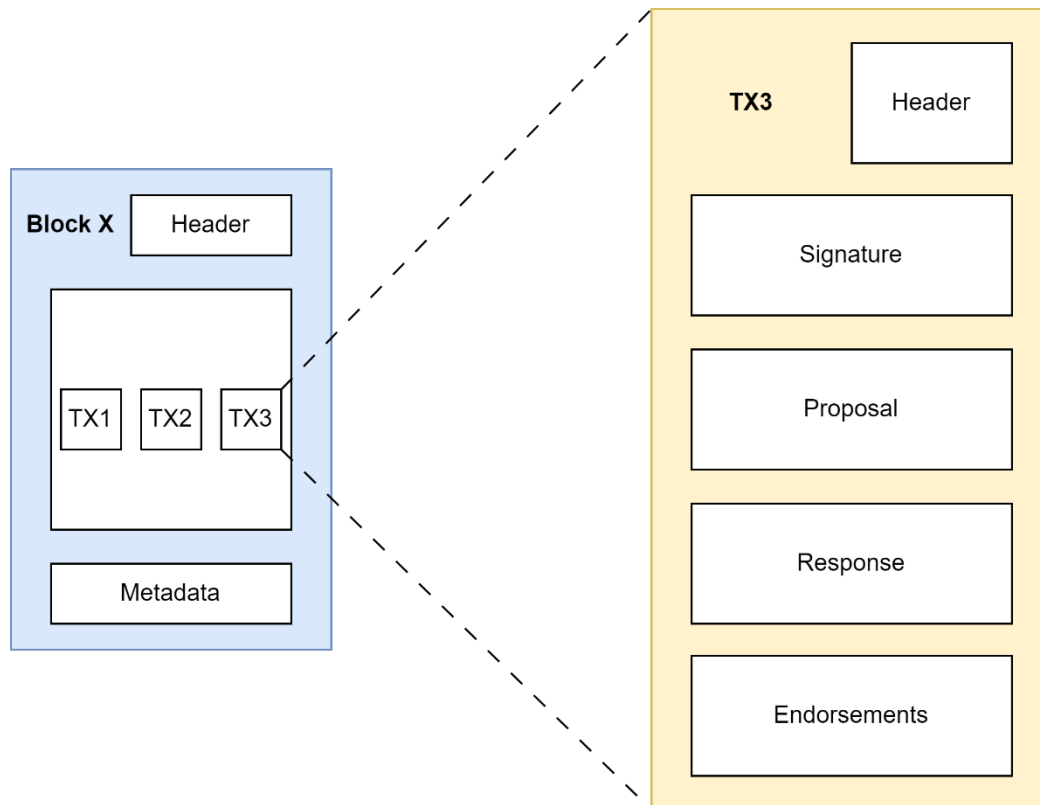 Block X
Header
TX1
TX2
TX3
Metadata
TX3
Header
Signature
Proposal
Response
Endorsements